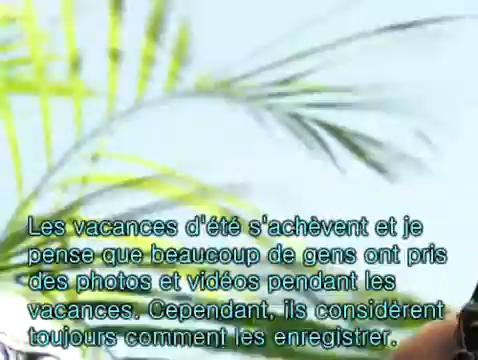 Les vacances d'été s'achèvent et je
pense que beaucoup de gens ont pris
des photos et vidéos pendant les
vacances. Cependant, ils considèrent
toujours comment les enregistrer.